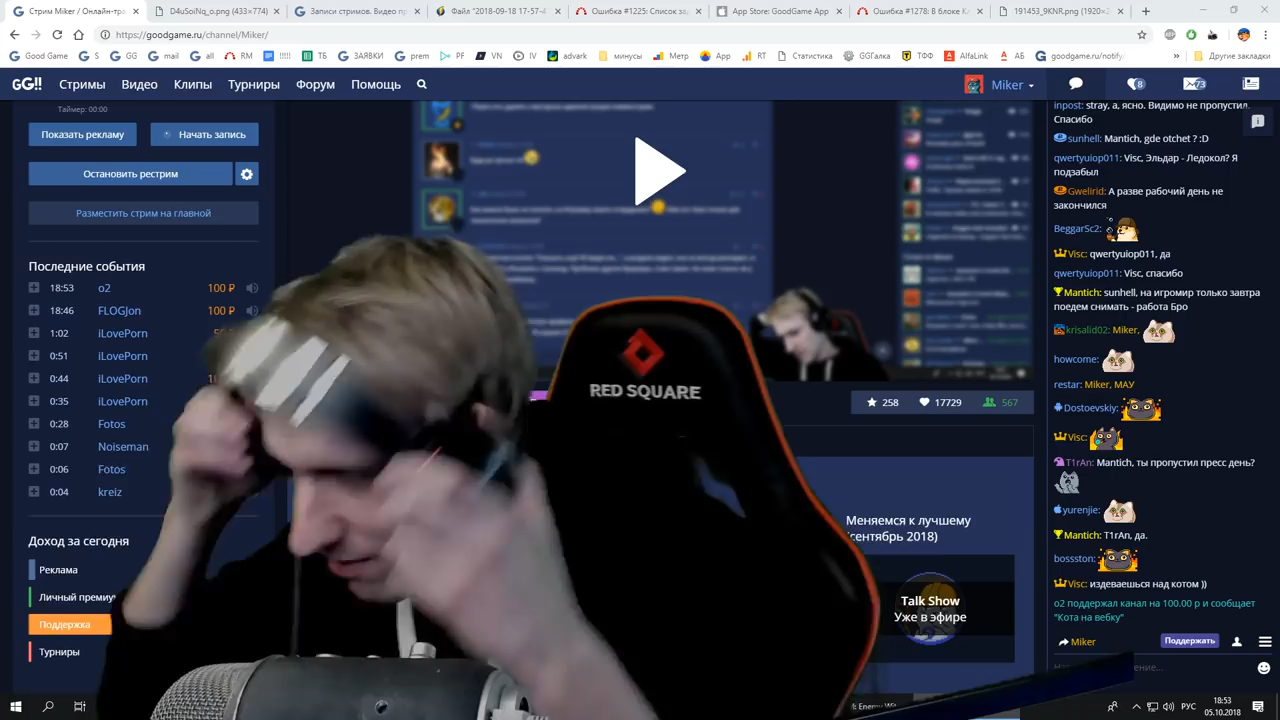 Стрим Miker / Онлайн-тра
D4uSoiNq_o.png (433×774)
Записи стримов. Видео пр
Файл "2018-09-18 17-57-4
Ошибка #1225: Список за
App Store: GoodGame App
Ошибка #1278: В блоке К
191453_9KNR.png (1920×
https://goodgame.ru/channel/Miker/
Good Game
GG
mail
all
RF
!!!!!
ТБ
ЗАЯВКИ
prem
PF
VN
IV
advark
минусы
Метр
App
RT
Статистика
GGГалка
ТФФ
AlfaLink
АБ
goodgame.ru/notify
Другие закладки
GG!!
Стримы
Видео
Клипы
Турниры
Форум
Помощь
Miker
8
73
Таймер: 00:00
Показать рекламу
Начать запись
Остановить рестрим
Разместить стрим на главной
Последние события
18:53 o2 100 ₽
18:46 FLOGJon 100 ₽
1:02 iLovePorn
0:51 iLovePorn
0:44 iLovePorn
0:35 iLovePorn
0:28 Fotos
0:07 Noiseman
0:06 Fotos
0:04 kreiz
Доход за сегодня
Реклама
Личный премиу
Поддержка
Турниры
RED SQUARE
258
17729
567
Меняемся к лучшему
(сентябрь 2018)
Talk Show
Уже в эфире
inpost: stray, а, ясно. Видимо не пропустил.
Спасибо
sunhell: Mantich, gde otchet ? :D
qwertyuiop011: Visc, Эльдар - Ледокол? Я
подзабыл
Gwelirid: А разве рабочий день не
закончился
BeggarSc2:
Visc: qwertyuiop011, да
qwertyuiop011: Visc, спасибо
Mantich: sunhell, на игромир только завтра
поедем снимать - работа Бро
krisalid02: Miker,
howcome:
restar: Miker, МАУ
Dostoevskiy:
Visc:
T1rAn: Mantich, ты пропустил пресс день?
yurenjie:
Mantich: T1rAn, да.
bossston:
Visc: издеваешься над котом ))
o2 поддержал канал на 100.00 р и сообщает
"Кота на вебку"
Miker
Поддержать
РУС
18:53
05.10.2018